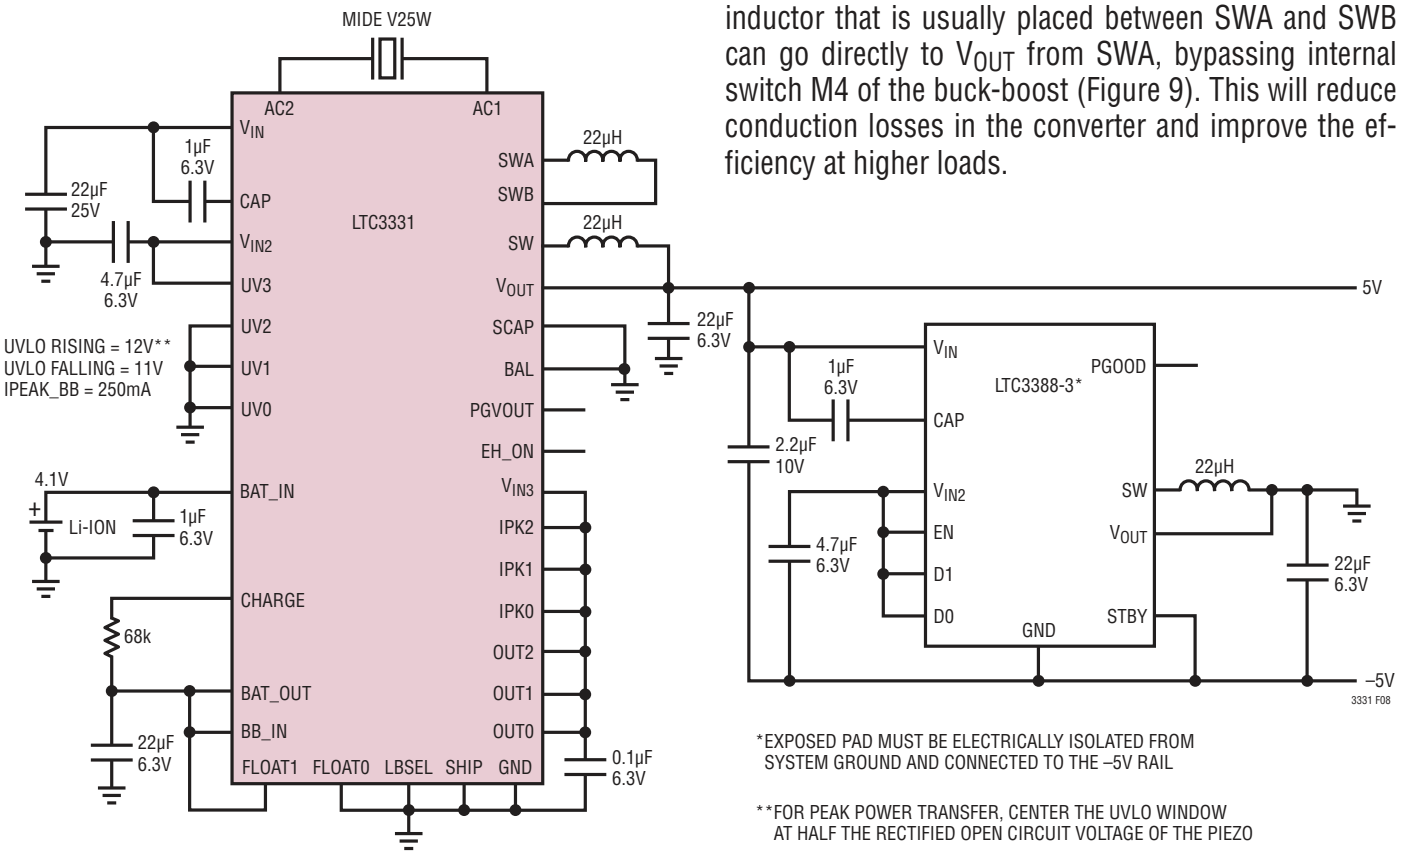 inductor that is usually placed between SWA and SWB
can go directly to VOUT from SWA, bypassing internal
switch M4 of the buck-boost (Figure 9). This will reduce
conduction losses in the converter and improve the ef-
ficiency at higher loads.
MIDE V25W
AC2
AC1
VIN
1µF
6.3V
CAP
22µF
25V
VIN2
4.7µF
6.3V
UV3
UV2
UV1
UV0
UVLO RISING = 12V**
UVLO FALLING = 11V
IPEAK_BB = 250mA
4.1V
+
Li-ION
1µF
6.3V
BAT_IN
CHARGE
68k
BAT_OUT
BB_IN
22µF
6.3V
FLOAT1
FLOAT0
LBSEL
SHIP
GND
LTC3331
SWA
22µH
SWB
SW
22µH
VOUT
SCAP
BAL
PGVOUT
EH_ON
VIN3
IPK2
IPK1
IPK0
OUT2
OUT1
OUT0
0.1µF
6.3V
22µF
6.3V
5V
VIN
PGOOD
LTC3388-3*
1µF
6.3V
CAP
2.2µF
10V
VIN2
EN
D1
D0
4.7µF
6.3V
SW
22µH
VOUT
STBY
GND
22µF
6.3V
–5V
3331 F08
*EXPOSED PAD MUST BE ELECTRICALLY ISOLATED FROM
SYSTEM GROUND AND CONNECTED TO THE –5V RAIL
**FOR PEAK POWER TRANSFER, CENTER THE UVLO WINDOW
AT HALF THE RECTIFIED OPEN CIRCUIT VOLTAGE OF THE PIEZO